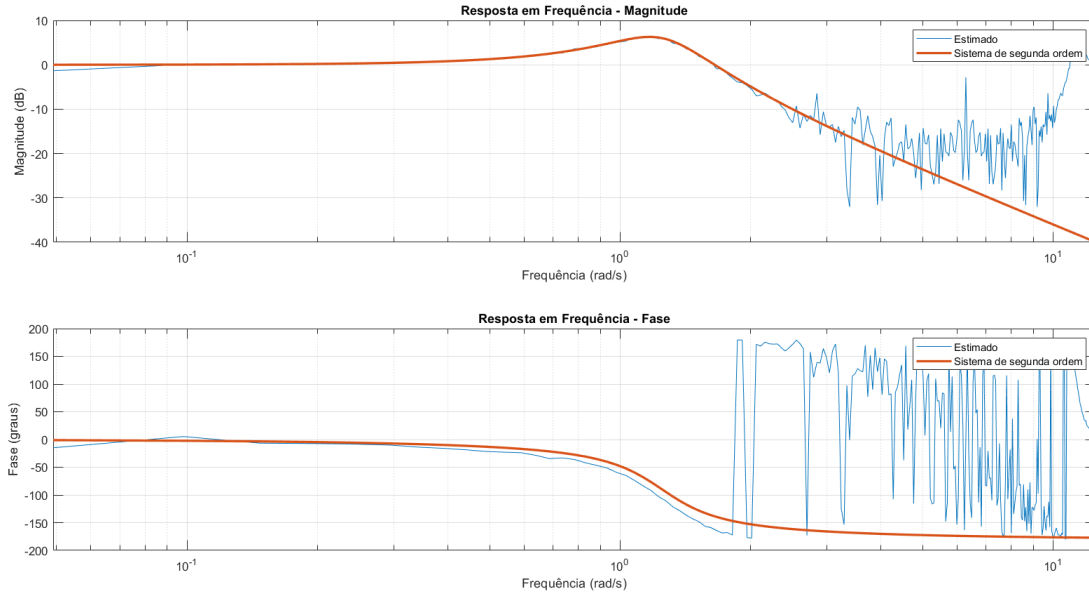 Resposta em Frequência - Magnitude
10
0
-10
-20
-30
-40
Magnitude (dB)
Estimado
Sistema de segunda ordem
10-1
100
101
Frequência (rad/s)
Resposta em Frequência - Fase
200
150
100
50
0
-50
-100
-150
-200
Fase (graus)
Estimado
Sistema de segunda ordem
10-1
100
101
Frequência (rad/s)